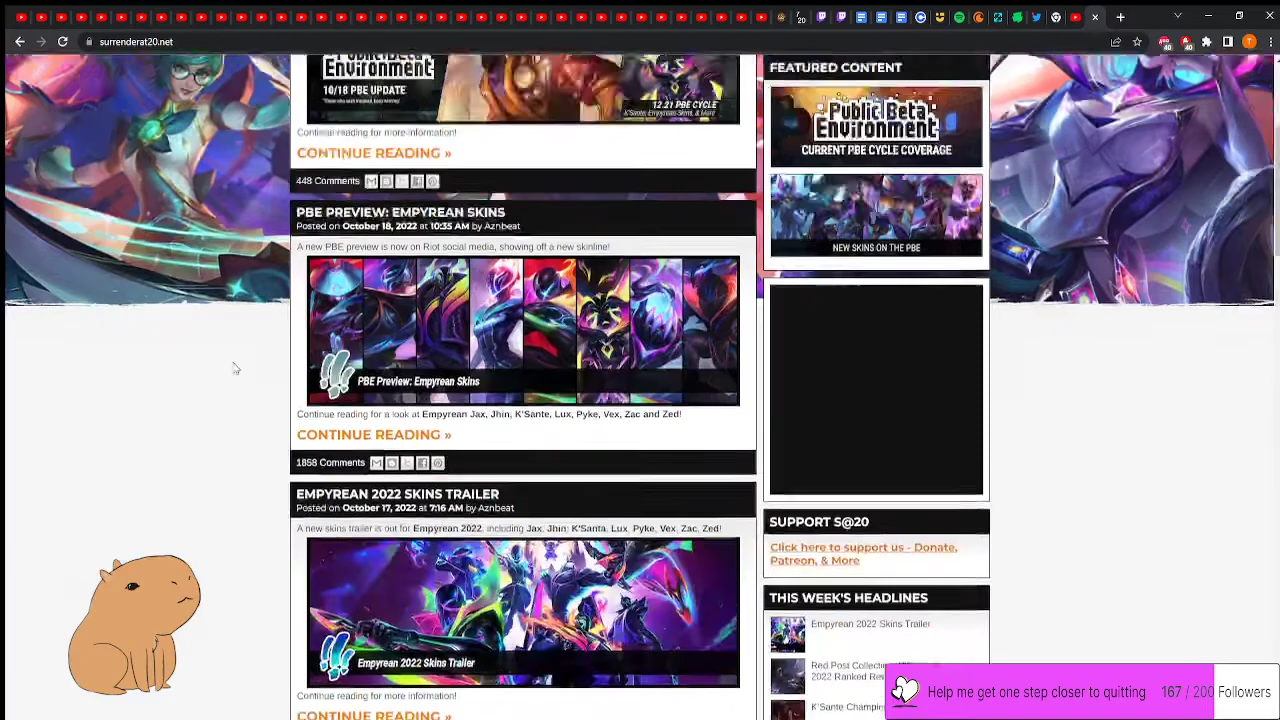 20
surrenderat20.net
T
Public Beta
Environment
10/18 PBE UPDATE
12.21 PBE CYCLE
K'Sante, Empyrean Skins, & More
Continue reading for more information!
CONTINUE READING »
448 Comments
PBE PREVIEW: EMPYREAN SKINS
Posted on October 18, 2022 at 10:35 AM by Aznbeat
A new PBE preview is now on Riot social media, showing off a new skinline!
PBE Preview: Empyrean Skins
Continue reading for a look at Empyrean Jax, Jhin, K'Sante, Lux, Pyke, Vex, Zac and Zed!
CONTINUE READING »
1858 Comments
EMPYREAN 2022 SKINS TRAILER
Posted on October 17, 2022 at 7:16 AM by Aznbeat
A new skins trailer is out for Empyrean 2022, including Jax, Jhin, K'Santa, Lux, Pyke, Vex, Zac, Zed!
Empyrean 2022 Skins Trailer
Continue reading for more information!
CONTINUE READING »
FEATURED CONTENT
Public Beta
Environment
CURRENT PBE CYCLE COVERAGE
NEW SKINS ON THE PBE
SUPPORT S@20
Click here to support us - Donate,
Patreon, & More
THIS WEEK'S HEADLINES
Empyrean 2022 Skins Trailer
Red Post
2022 Ranked
K'Sante
Help me get one step closer to quitting 167 / 200 Followers